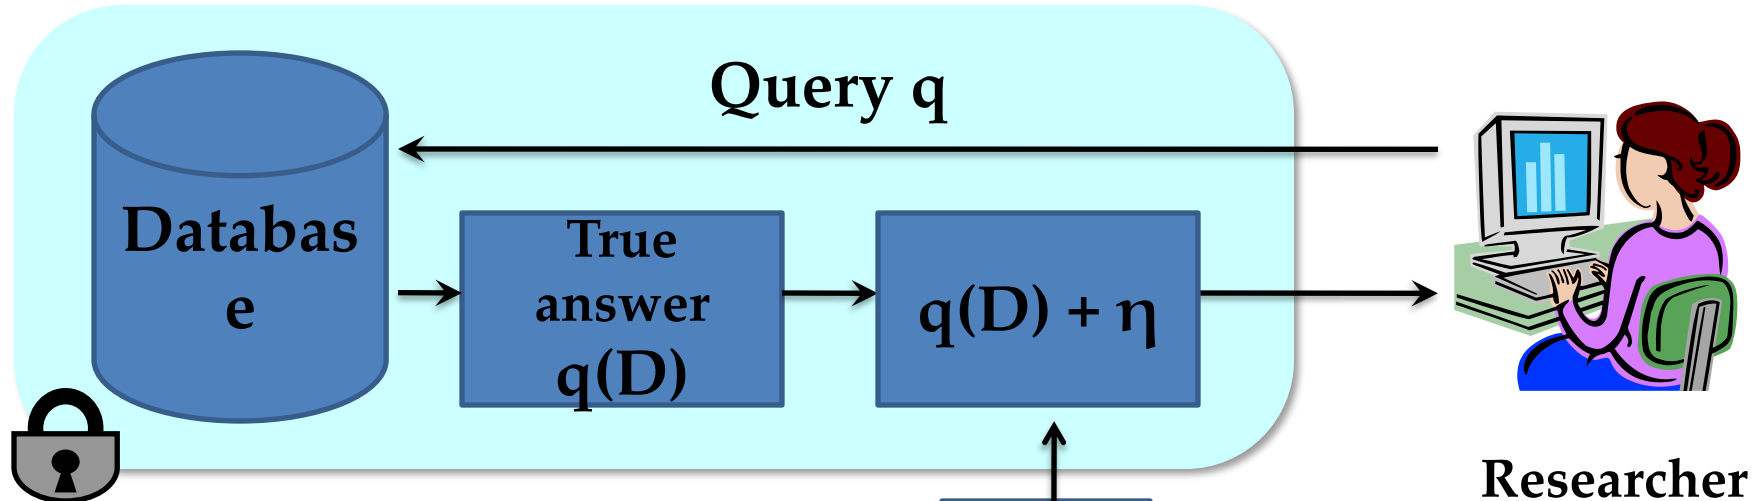 Query q
Databas
e
True
answer
q(D)
q(D) + η
Researcher